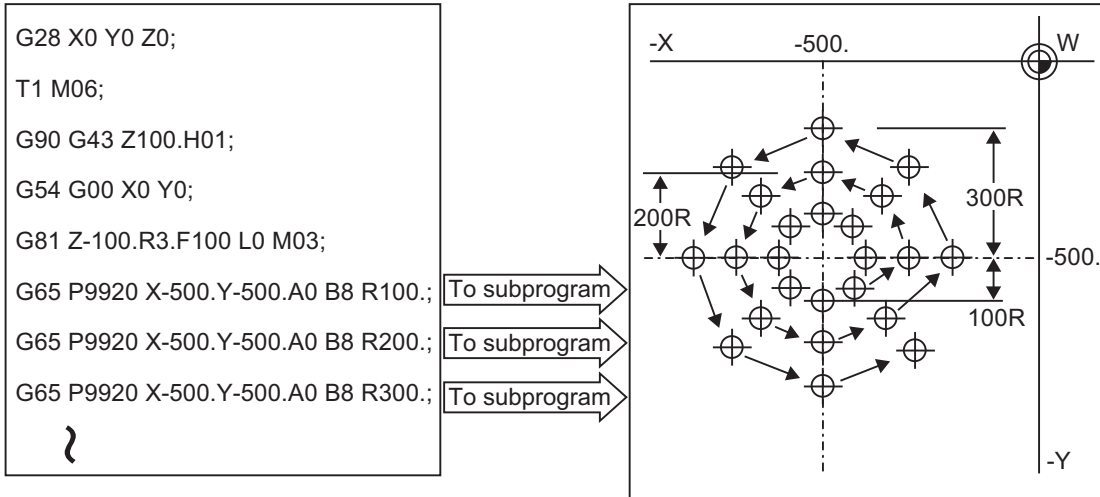 G28 X0 Y0 Z0;
T1 M06;
G90 G43 Z100.H01;
G54 G00 X0 Y0;
G81 Z-100.R3.F100 L0 M03;
G65 P9920 X-500.Y-500.A0 B8 R100.;
To subprogram
G65 P9920 X-500.Y-500.A0 B8 R200.;
To subprogram
G65 P9920 X-500.Y-500.A0 B8 R300.;
To subprogram
-X
-500.
W
200R
300R
-500.
100R
-Y